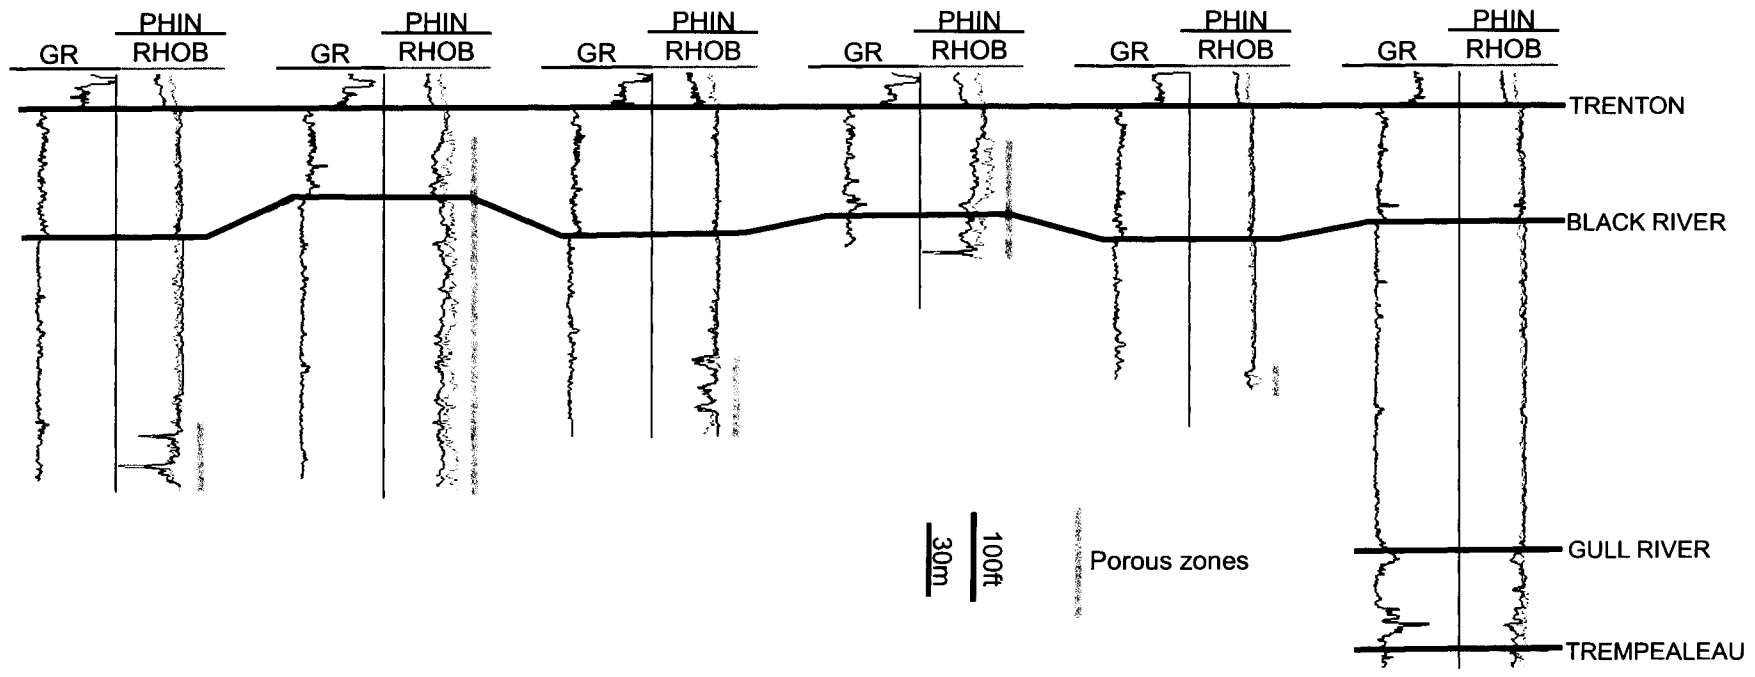 PHIN PHIN PHIN PHIN PHIN PHIN
GR RHOB GR RHOB GR RHOB GR RHOB GR RHOB GR RHOB
TRENTON
BLACK RIVER
GULL RIVER
100ft
30m
Porous zones
TREMPEALEAU